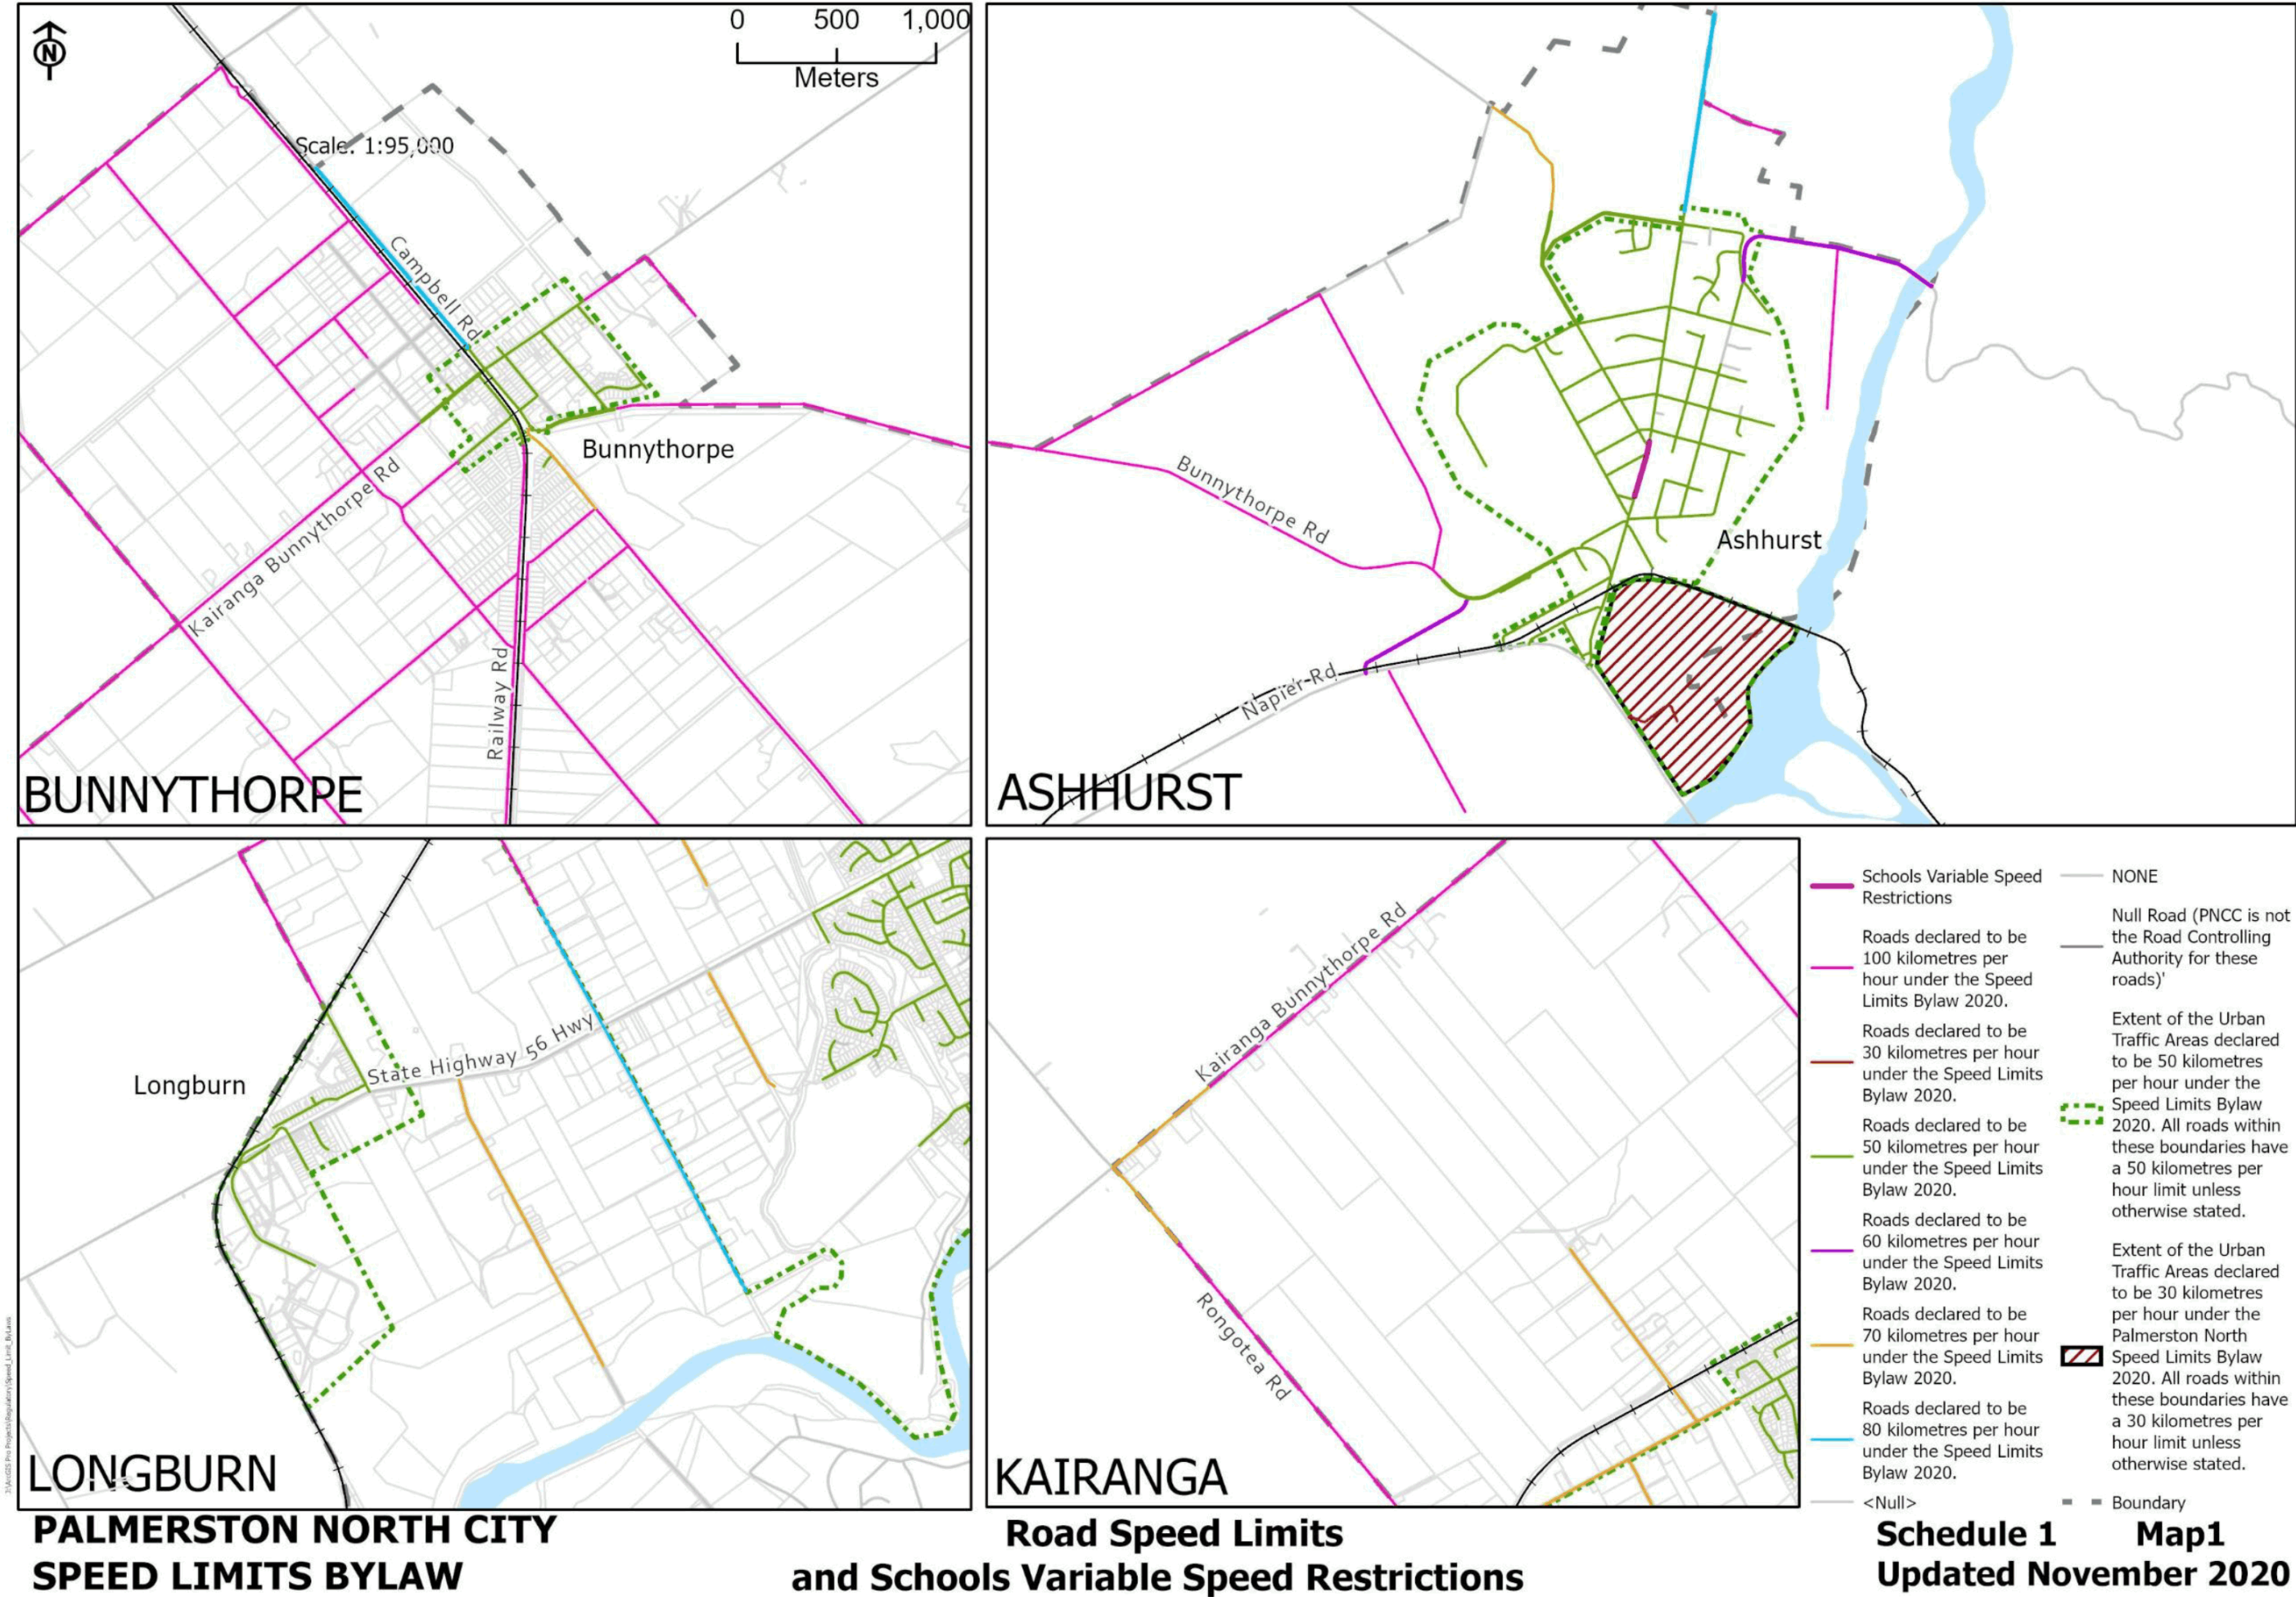 N
0 500 1,000
Meters
Scale: 1:95,000
Campbell Rd
Bunnythorpe
Kairanga Bunnythorpe Rd
Railway Rd
BUNNYTHORPE
Bunnythorpe Rd
Ashhurst
Napier Rd
ASHHURST
Longburn
State Highway 56 Hwy
LONGBURN
Kairanga Bunnythorpe Rd
Rongotea Rd
KAIRANGA
Schools Variable Speed
Restrictions
Roads declared to be
100 kilometres per
hour under the Speed
Limits Bylaw 2020.
Roads declared to be
30 kilometres per hour
under the Speed Limits
Bylaw 2020.
Roads declared to be
50 kilometres per hour
under the Speed Limits
Bylaw 2020.
Roads declared to be
60 kilometres per hour
under the Speed Limits
Bylaw 2020.
Roads declared to be
70 kilometres per hour
under the Speed Limits
Bylaw 2020.
Roads declared to be
80 kilometres per hour
under the Speed Limits
Bylaw 2020.
<Null>
NONE
Null Road (PNCC is not
the Road Controlling
Authority for these
roads)'
Extent of the Urban
Traffic Areas declared
to be 50 kilometres
per hour under the
Speed Limits Bylaw
2020. All roads within
these boundaries have
a 50 kilometres per
hour limit unless
otherwise stated.
Extent of the Urban
Traffic Areas declared
to be 30 kilometres
per hour under the
Palmerston North
Speed Limits Bylaw
2020. All roads within
these boundaries have
a 30 kilometres per
hour limit unless
otherwise stated.
Boundary
PALMERSTON NORTH CITY
SPEED LIMITS BYLAW
Road Speed Limits
and Schools Variable Speed Restrictions
Schedule 1 Map1
Updated November 2020